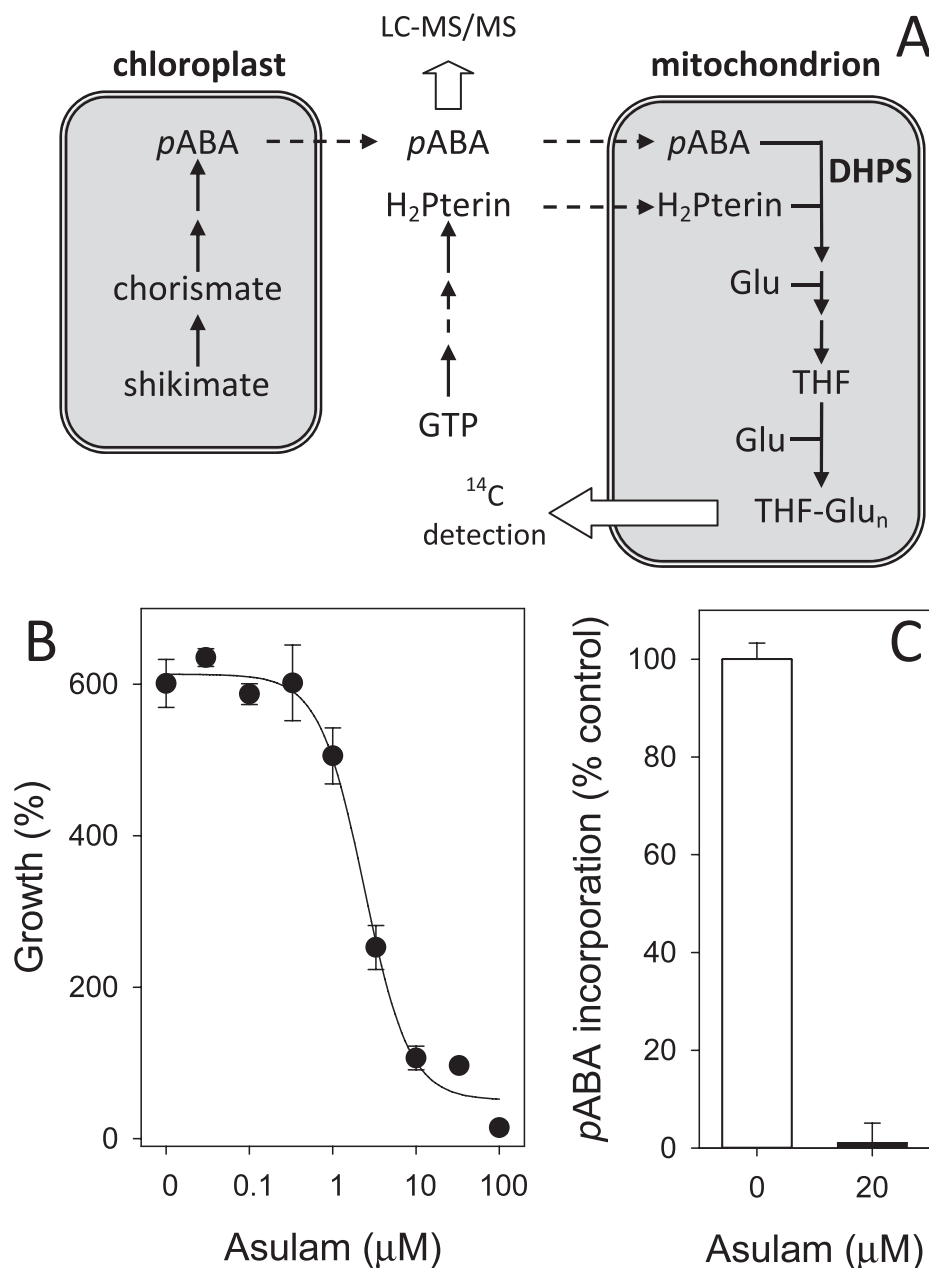 LC-MS/MS
A
chloroplast
mitochondrion
pABA
pABA
pABA
DHPS
H₂Pterin
H₂Pterin
chorismate
Glu
shikimate
THF
GTP
Glu
¹⁴C
detection
THF-Gluₙ
B
Growth (%)
600
400
200
0
0
0.1
1
10
100
Asulam (μM)
C
pABA incorporation (% control)
100
80
60
40
20
0
0
20
Asulam (μM)